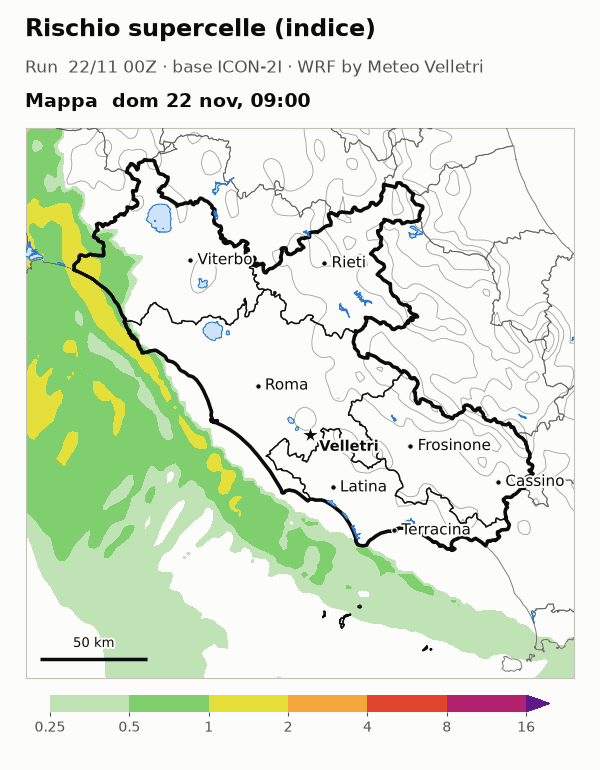 Rischio supercelle (indice)
Run  22/11 00Z · base ICON-2I · WRF by Meteo Velletri
Mappa  dom 22 nov, 09:00
Viterbo
Rieti
Roma
Velletri
Frosinone
Latina
Cassino
Terracina
50 km
0.25 0.5 1 2 4 8 16